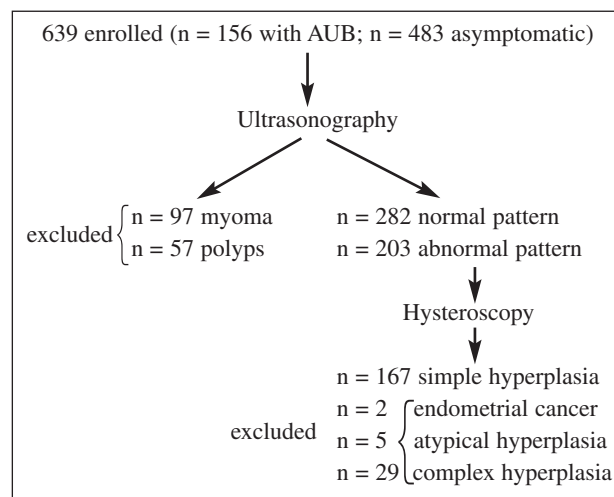 639 enrolled (n = 156 with AUB; n = 483 asymptomatic)
Ultrasonography
excluded
n = 97 myoma
n = 57 polyps
n = 282 normal pattern
n = 203 abnormal pattern
Hysteroscopy
n = 167 simple hyperplasia
excluded
n = 2 endometrial cancer
n = 5 atypical hyperplasia
n = 29 complex hyperplasia